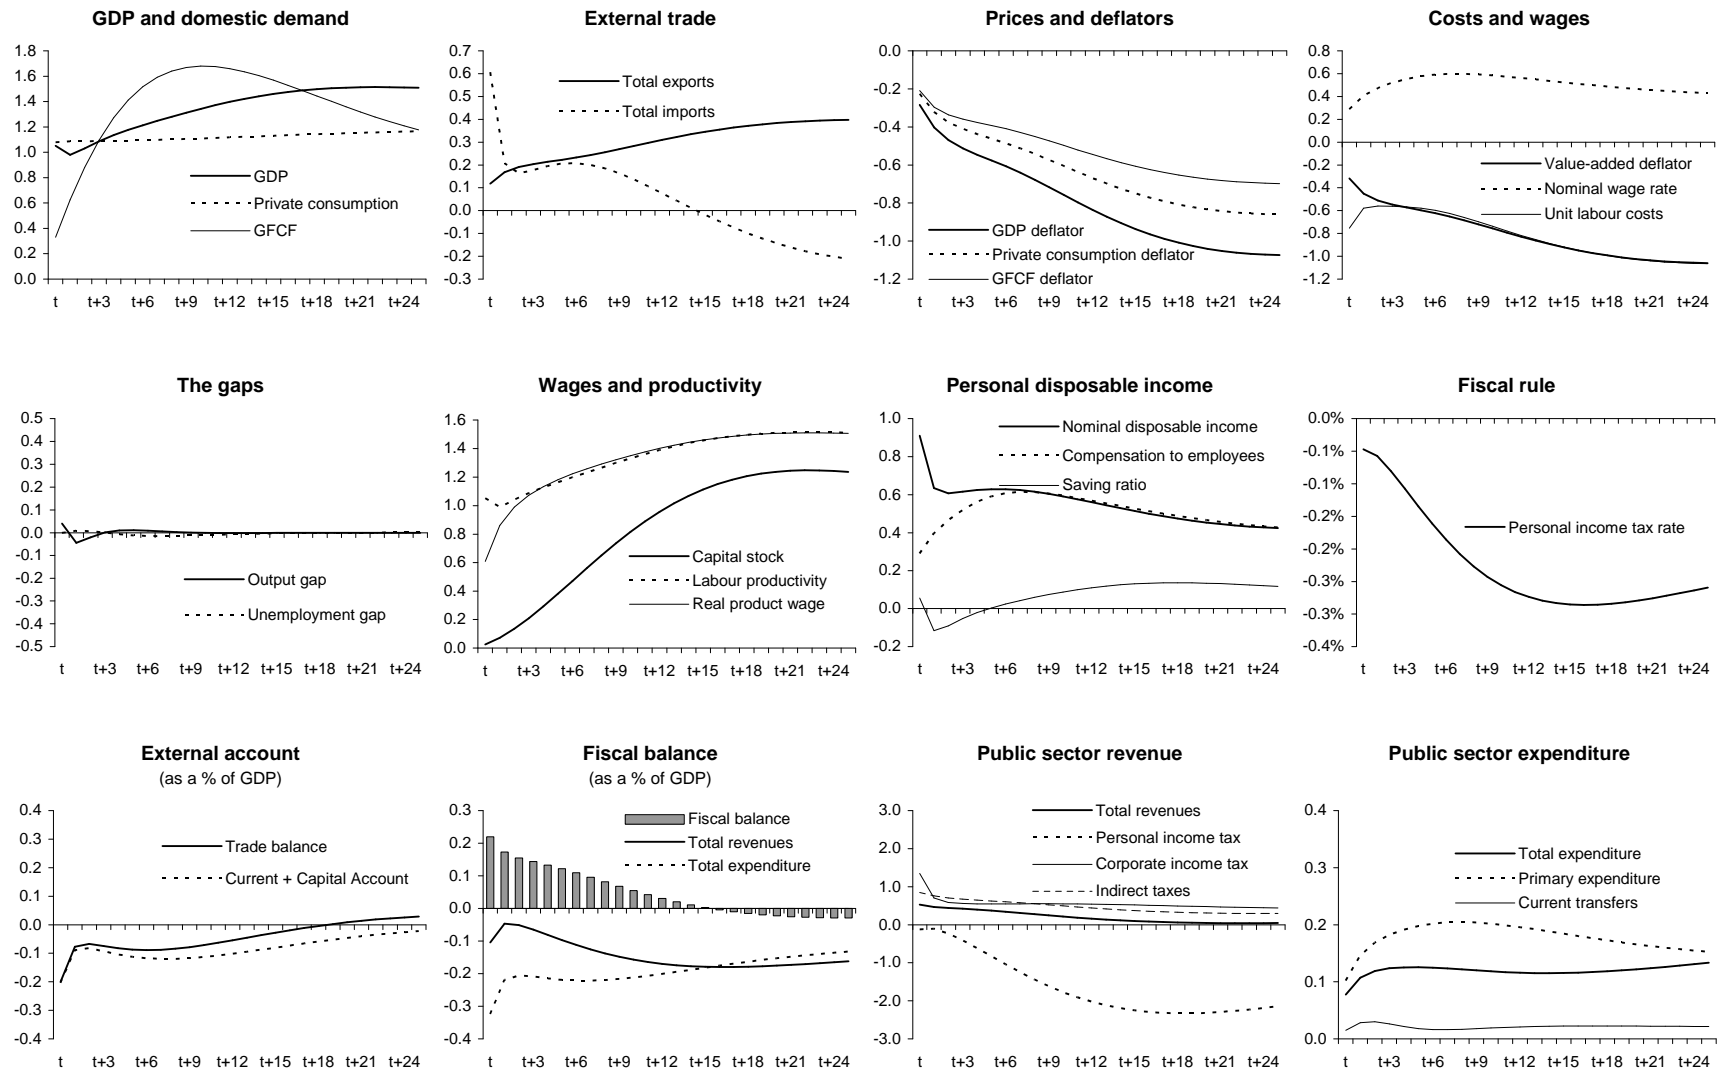 GDP and domestic demand
1.8
1.6
1.4
1.2
1.0
0.8
0.6
0.4
0.2
0.0
GDP
Private consumption
GFCF
t t+3 t+6 t+9 t+12 t+15 t+18 t+21 t+24
External trade
0.7
0.6
0.5
0.4
0.3
0.2
0.1
0.0
-0.1
-0.2
-0.3
Total exports
Total imports
t t+3 t+6 t+9 t+12 t+15 t+18 t+21 t+24
Prices and deflators
0.0
-0.2
-0.4
-0.6
-0.8
-1.0
-1.2
GDP deflator
Private consumption deflator
GFCF deflator
t t+3 t+6 t+9 t+12 t+15 t+18 t+21 t+24
Costs and wages
0.8
0.6
0.4
0.2
0.0
-0.2
-0.4
-0.6
-0.8
-1.0
-1.2
Value-added deflator
Nominal wage rate
Unit labour costs
t t+3 t+6 t+9 t+12 t+15 t+18 t+21 t+24
The gaps
0.5
0.4
0.3
0.2
0.1
0.0
-0.1
-0.2
-0.3
-0.4
-0.5
Output gap
Unemployment gap
t t+3 t+6 t+9 t+12 t+15 t+18 t+21 t+24
Wages and productivity
1.6
1.4
1.2
1.0
0.8
0.6
0.4
0.2
0.0
Capital stock
Labour productivity
Real product wage
t t+3 t+6 t+9 t+12 t+15 t+18 t+21 t+24
Personal disposable income
1.0
0.8
0.6
0.4
0.2
0.0
-0.2
Nominal disposable income
Compensation to employees
Saving ratio
t t+3 t+6 t+9 t+12 t+15 t+18 t+21 t+24
Fiscal rule
0.0%
-0.1%
-0.1%
-0.2%
-0.2%
-0.3%
-0.3%
-0.4%
Personal income tax rate
t t+3 t+6 t+9 t+12 t+15 t+18 t+21 t+24
External account
(as a % of GDP)
0.4
0.3
0.2
0.1
0.0
-0.1
-0.2
-0.3
-0.4
Trade balance
Current + Capital Account
t t+3 t+6 t+9 t+12 t+15 t+18 t+21 t+24
Fiscal balance
(as a % of GDP)
0.3
0.2
0.1
0.0
-0.1
-0.2
-0.3
-0.4
Fiscal balance
Total revenues
Total expenditure
t t+3 t+6 t+9 t+12 t+15 t+18 t+21 t+24
Public sector revenue
3.0
2.0
1.0
0.0
-1.0
-2.0
-3.0
Total revenues
Personal income tax
Corporate income tax
Indirect taxes
t t+3 t+6 t+9 t+12 t+15 t+18 t+21 t+24
Public sector expenditure
0.4
0.3
0.2
0.1
0.0
Total expenditure
Primary expenditure
Current transfers
t t+3 t+6 t+9 t+12 t+15 t+18 t+21 t+24